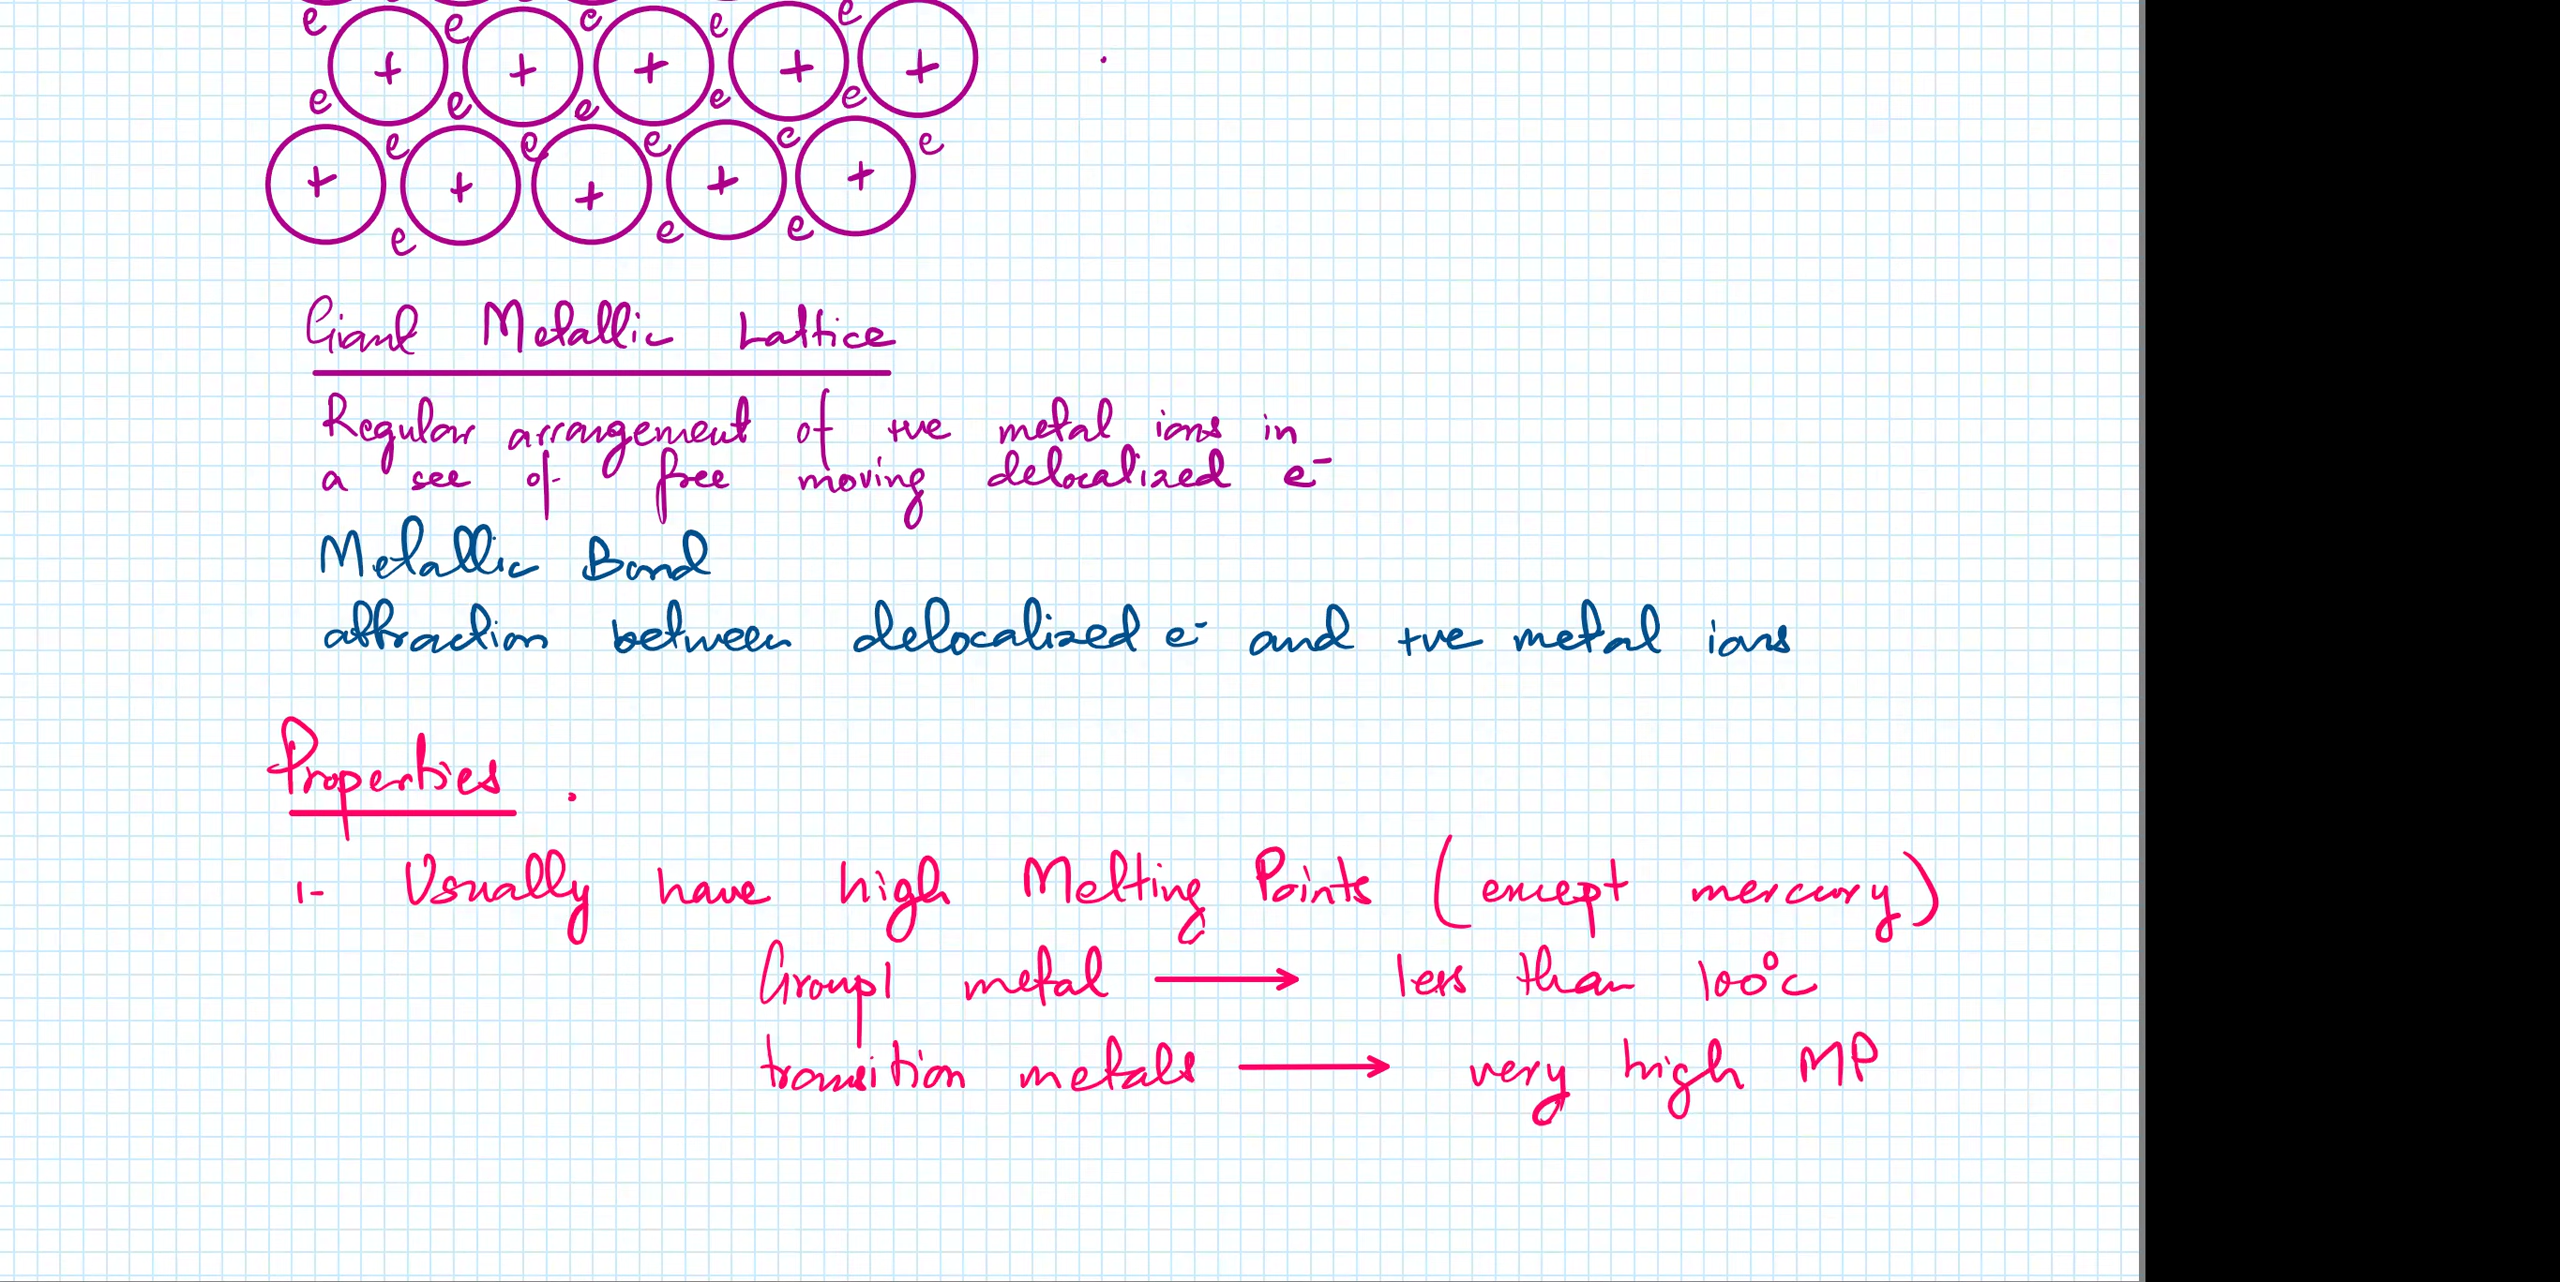 e e e e e
+ + + + +
e e e e e
e e e c e
+ + + + +
e e e
Giant Metallic Lattice
Regular arrangement of +ve metal ions in
a see of free moving delocalized e⁻
Metallic Bond
attraction between delocalized e⁻ and +ve metal ions
Properties .
1- Usually have high Melting Points (except mercury)
Group1 metal → less than 100°c
transition metals → very high MP